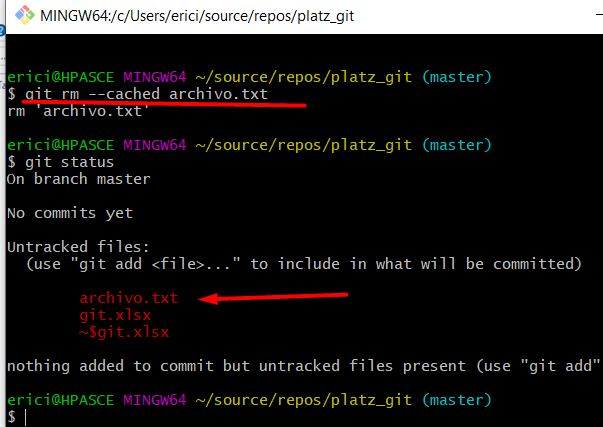 MINGW64:/c/Users/erici/source/repos/platz_git
erici@HPASCE MINGW64 ~/source/repos/platz_git (master)
$ git rm --cached archivo.txt
rm 'archivo.txt'
erici@HPASCE MINGW64 ~/source/repos/platz_git (master)
$ git status
On branch master
No commits yet
Untracked files:
(use "git add <file>..." to include in what will be committed)
archivo.txt
git.xlsx
~$git.xlsx
nothing added to commit but untracked files present (use "git add"
erici@HPASCE MINGW64 ~/source/repos/platz_git (master)
$